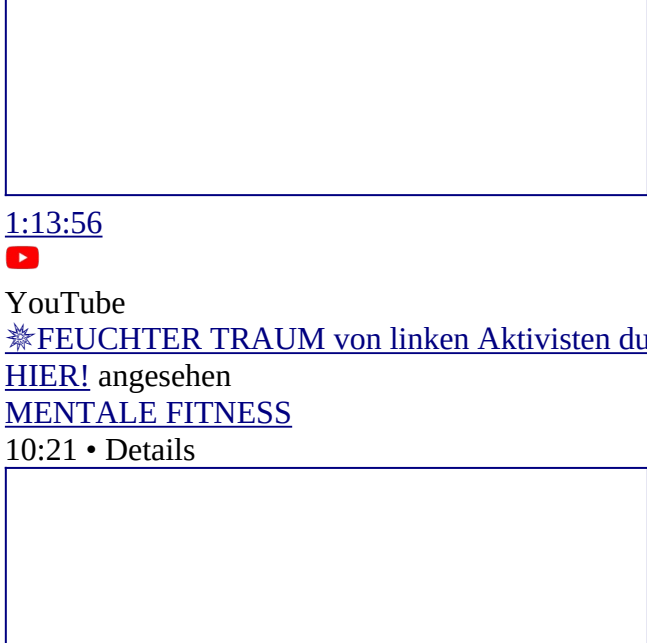 1:13:56
YouTube
✵FEUCHTER TRAUM von linken Aktivisten du
HIER! angesehen
MENTALE FITNESS
10:21 • Details